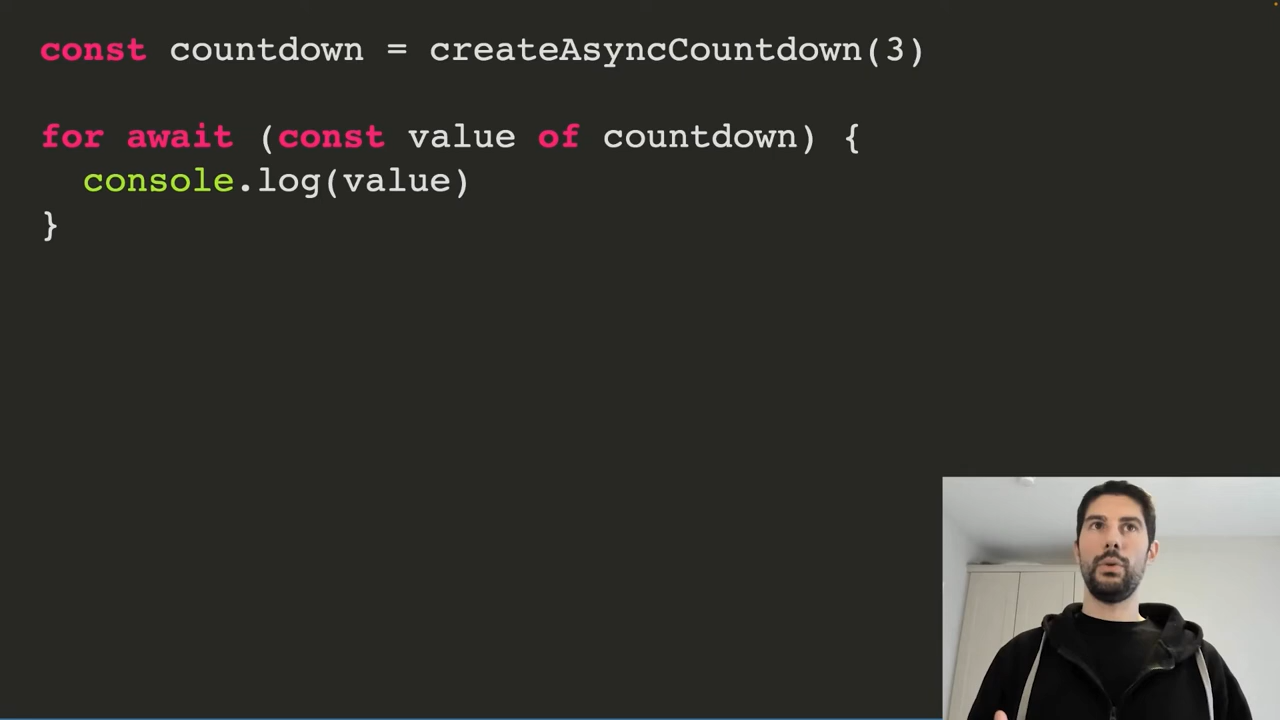 const countdown = createAsyncCountdown(3)
for await (const value of countdown) {
console.log(value)
}